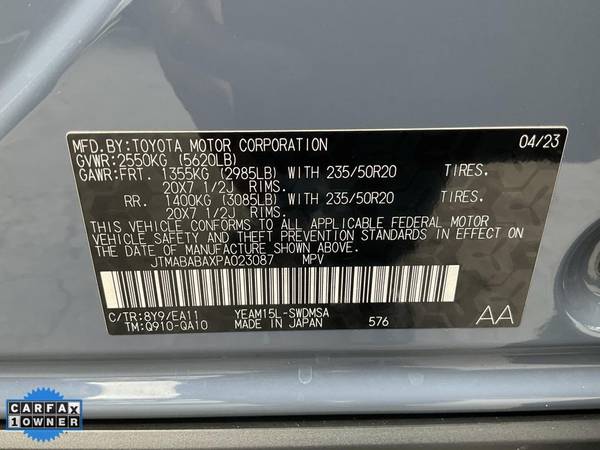 MFD.BY:TOYOTA MOTOR CORPORATION 04/23
GVWR:2550KG (5620LB)
GAWR:FRT. 1355KG (2985LB) WITH 235/50R20 TIRES.
20X7 1/2J RIMS.
RR. 1400KG (3085LB) WITH 235/50R20 TIRES.
20X7 1/2J RIMS.
THIS VEHICLE CONFORMS TO ALL APPLICABLE FEDERAL MOTOR
VEHICLE SAFETY AND THEFT PREVENTION STANDARDS IN EFFECT ON
THE DATE OF MANUFACTURE SHOWN ABOVE.
JTMABABAXPA023087 MPV
C/TR:8Y9/EA11 YEAM15L-SWDMSA
TM:Q910-QA10 MADE IN JAPAN 576 AA
CARFAX
1 OWNER